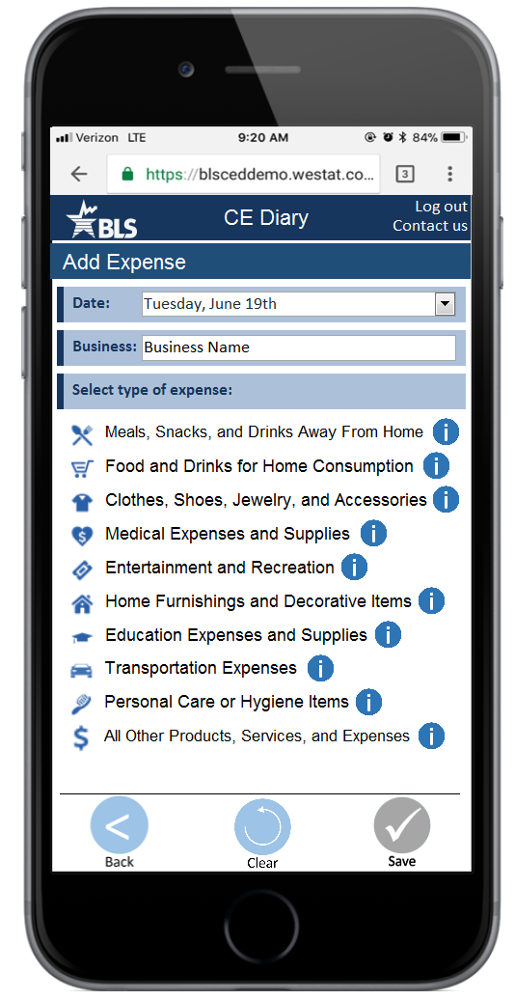 Verizon LTE 9:20 AM 84%
https://blsceddemo.westat.co... 3
BLS CE Diary Log out
Contact us
Add Expense
Date: Tuesday, June 19th
Business: Business Name
Select type of expense:
Meals, Snacks, and Drinks Away From Home i
Food and Drinks for Home Consumption i
Clothes, Shoes, Jewelry, and Accessories i
Medical Expenses and Supplies i
Entertainment and Recreation i
Home Furnishings and Decorative Items i
Education Expenses and Supplies i
Transportation Expenses i
Personal Care or Hygiene Items i
$ All Other Products, Services, and Expenses i
< Back Clear Save